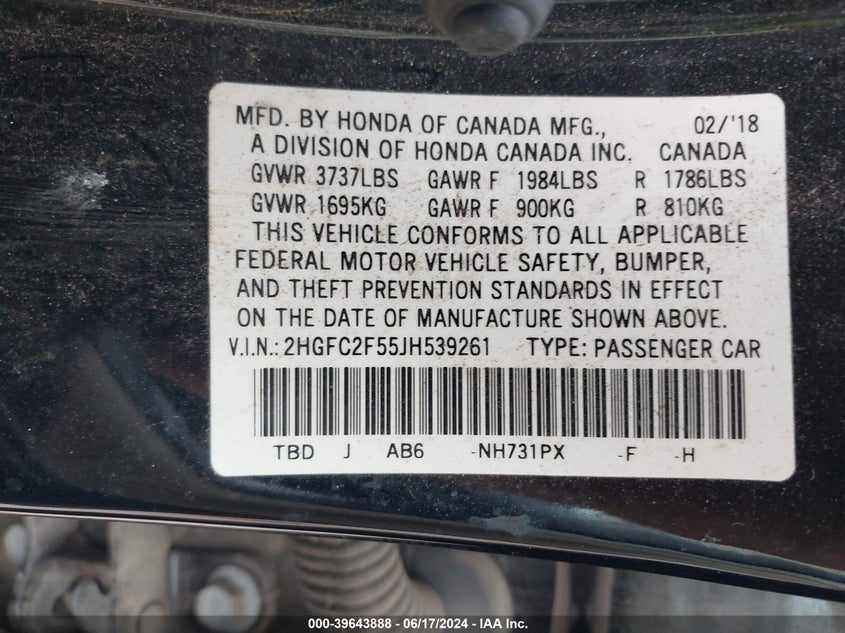 MFD. BY HONDA OF CANADA MFG., 02/'18
A DIVISION OF HONDA CANADA INC. CANADA
GVWR 3737LBS GAWR F 1984LBS R 1786LBS
GVWR 1695KG GAWR F 900KG R 810KG
THIS VEHICLE CONFORMS TO ALL APPLICABLE
FEDERAL MOTOR VEHICLE SAFETY, BUMPER,
AND THEFT PREVENTION STANDARDS IN EFFECT
ON THE DATE OF MANUFACTURE SHOWN ABOVE.
V.I.N.: 2HGFC2F55JH539261 TYPE: PASSENGER CAR
TBD J AB6 -NH731PX -F -H
000-39643888 - 06/17/2024 - IAA Inc.